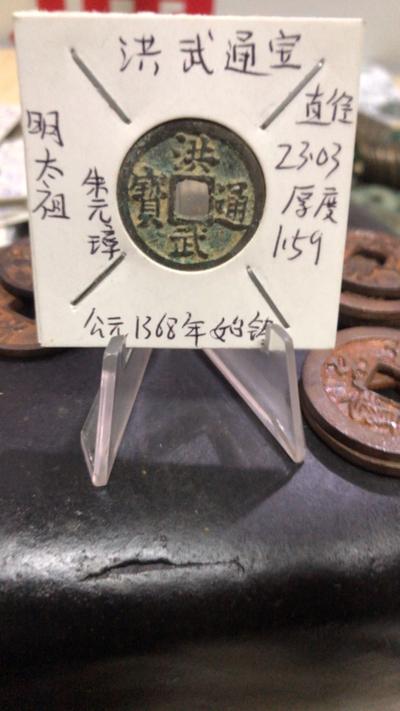 洪武通宝
直径
23.03
厚度
1.59
明太祖
朱元璋
洪武通寶
公元1368年始铸